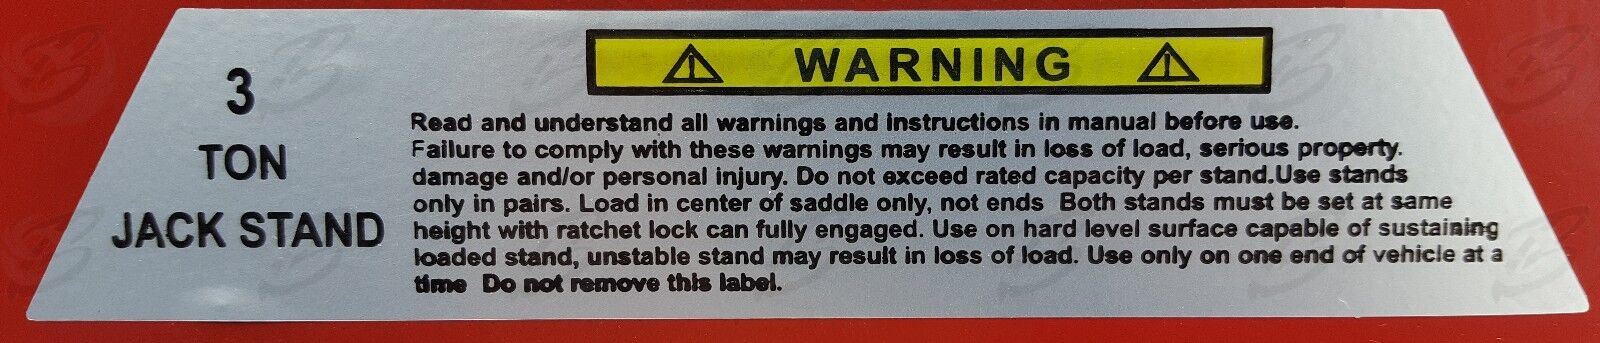 3
TON
JACK STAND
WARNING
Read and understand all warnings and instructions in manual before use.
Failure to comply with these warnings may result in loss of load, serious property.
damage and/or personal injury. Do not exceed rated capacity per stand.Use stands
only in pairs. Load in center of saddle only, not ends Both stands must be set at same
height with ratchet lock can fully engaged. Use on hard level surface capable of sustaining
loaded stand, unstable stand may result in loss of load. Use only on one end of vehicle at a
time Do not remove this label.